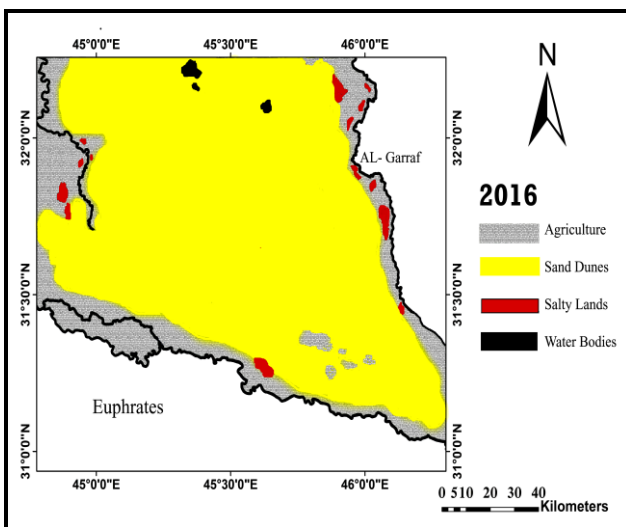 45°0'0"E 45°30'0"E 46°0'0"E
N
32°0'0"N
32°0'0"N
AL- Garraf
2016
Agriculture
Sand Dunes
31°30'0"N
31°30'0"N
Salty Lands
Water Bodies
Euphrates
31°0'0"N
31°0'0"N
45°0'0"E 45°30'0"E 46°0'0"E
0 5 10 20 30 40
Kilometers